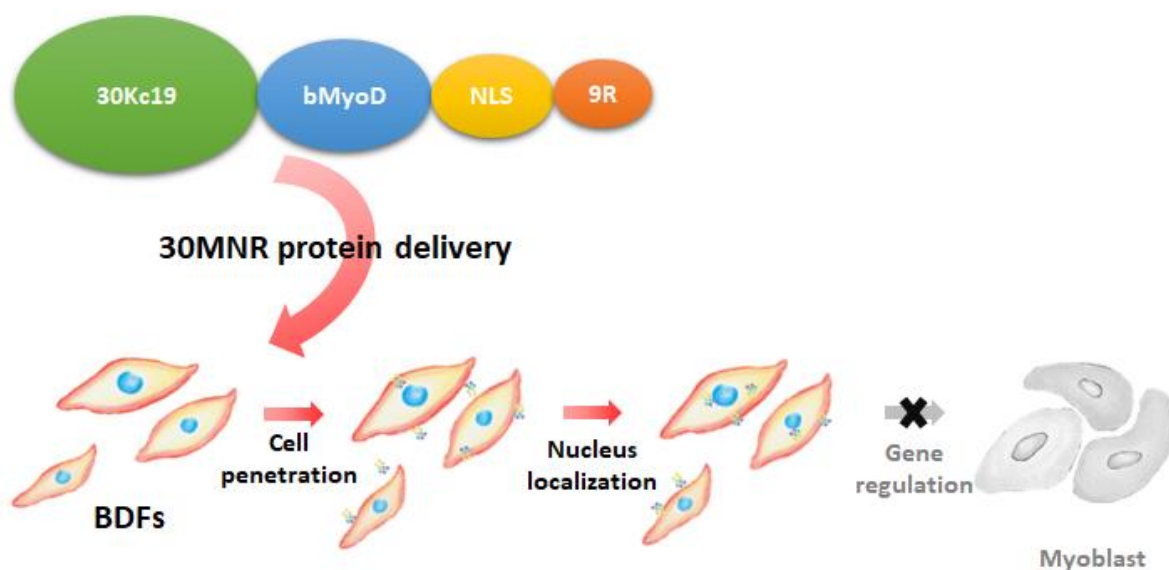 30Kc19 bMyoD NLS 9R
30MNR protein delivery
Cell
penetration
Nucleus
localization
Gene
regulation
BDFs
Myoblast